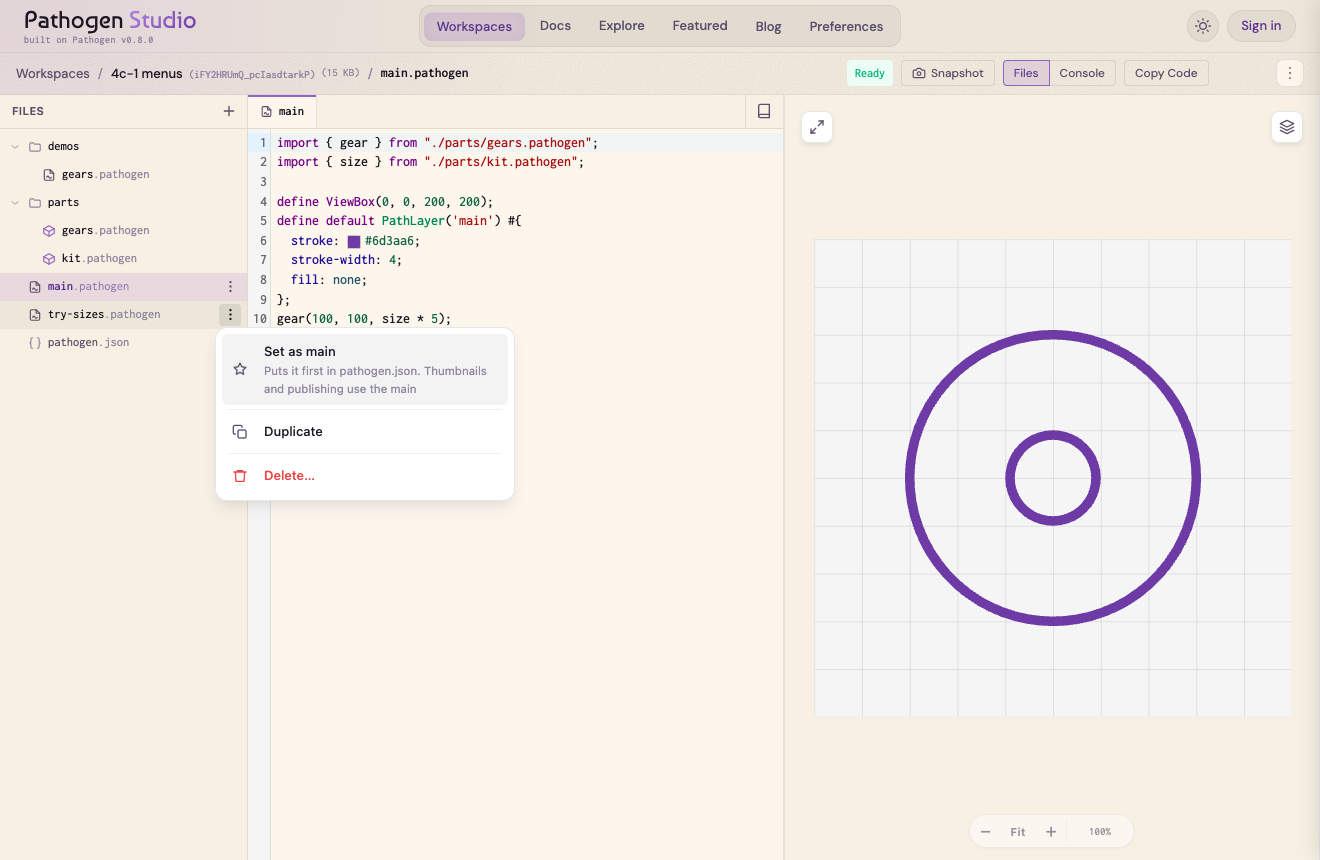 Pathogen Studio
built on Pathogen v0.8.0
Workspaces
Docs
Explore
Featured
Blog
Preferences
Sign in
Workspaces / 4c-1 menus (iFY2HRUmQ_pcIasdtarkP) (15 KB) / main.pathogen
Ready
Snapshot
Files
Console
Copy Code
FILES
demos
gears.pathogen
parts
gears.pathogen
kit.pathogen
main.pathogen
try-sizes.pathogen
{} pathogen.json
main
1 import { gear } from "./parts/gears.pathogen";
2 import { size } from "./parts/kit.pathogen";
3
4 define ViewBox(0, 0, 200, 200);
5 define default PathLayer('main') #{
6 stroke: #6d3aa6;
7 stroke-width: 4;
8 fill: none;
9 };
10 gear(100, 100, size * 5);
Set as main
Puts it first in pathogen.json. Thumbnails
and publishing use the main
Duplicate
Delete...
− Fit + 100%